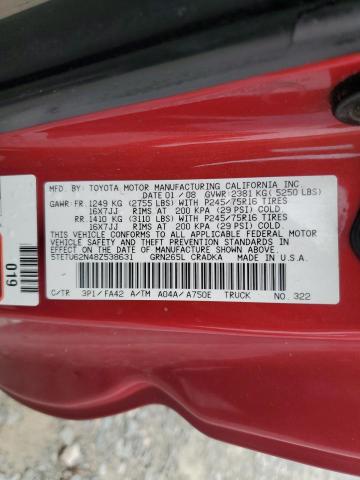 MFD. BY: TOYOTA MOTOR MANUFACTURING CALIFORNIA INC.
DATE 01 / 08 GVWR 2381 KG ( 5250 LBS)
GAWR: FR. 1249 KG (2755 LBS) WITH P245/75R16 TIRES
16X7JJ RIMS AT 200 KPA (29 PSI) COLD
RR. 1410 KG (3110 LBS) WITH P245/75R16 TIRES
16X7JJ RIMS AT 200 KPA (29 PSI) COLD
THIS VEHICLE CONFORMS TO ALL APPLICABLE FEDERAL MOTOR
VEHICLE SAFETY STANDARDS IN EFFECT ON THE
DATE OF MANUFACTURE SHOWN ABOVE.
5TETU62N48Z538631 GRN265L CRADKA MADE IN U.S.A.
C/TR 3P1/ FA42 A/TM A04A/A750E TRUCK NO. 322
019